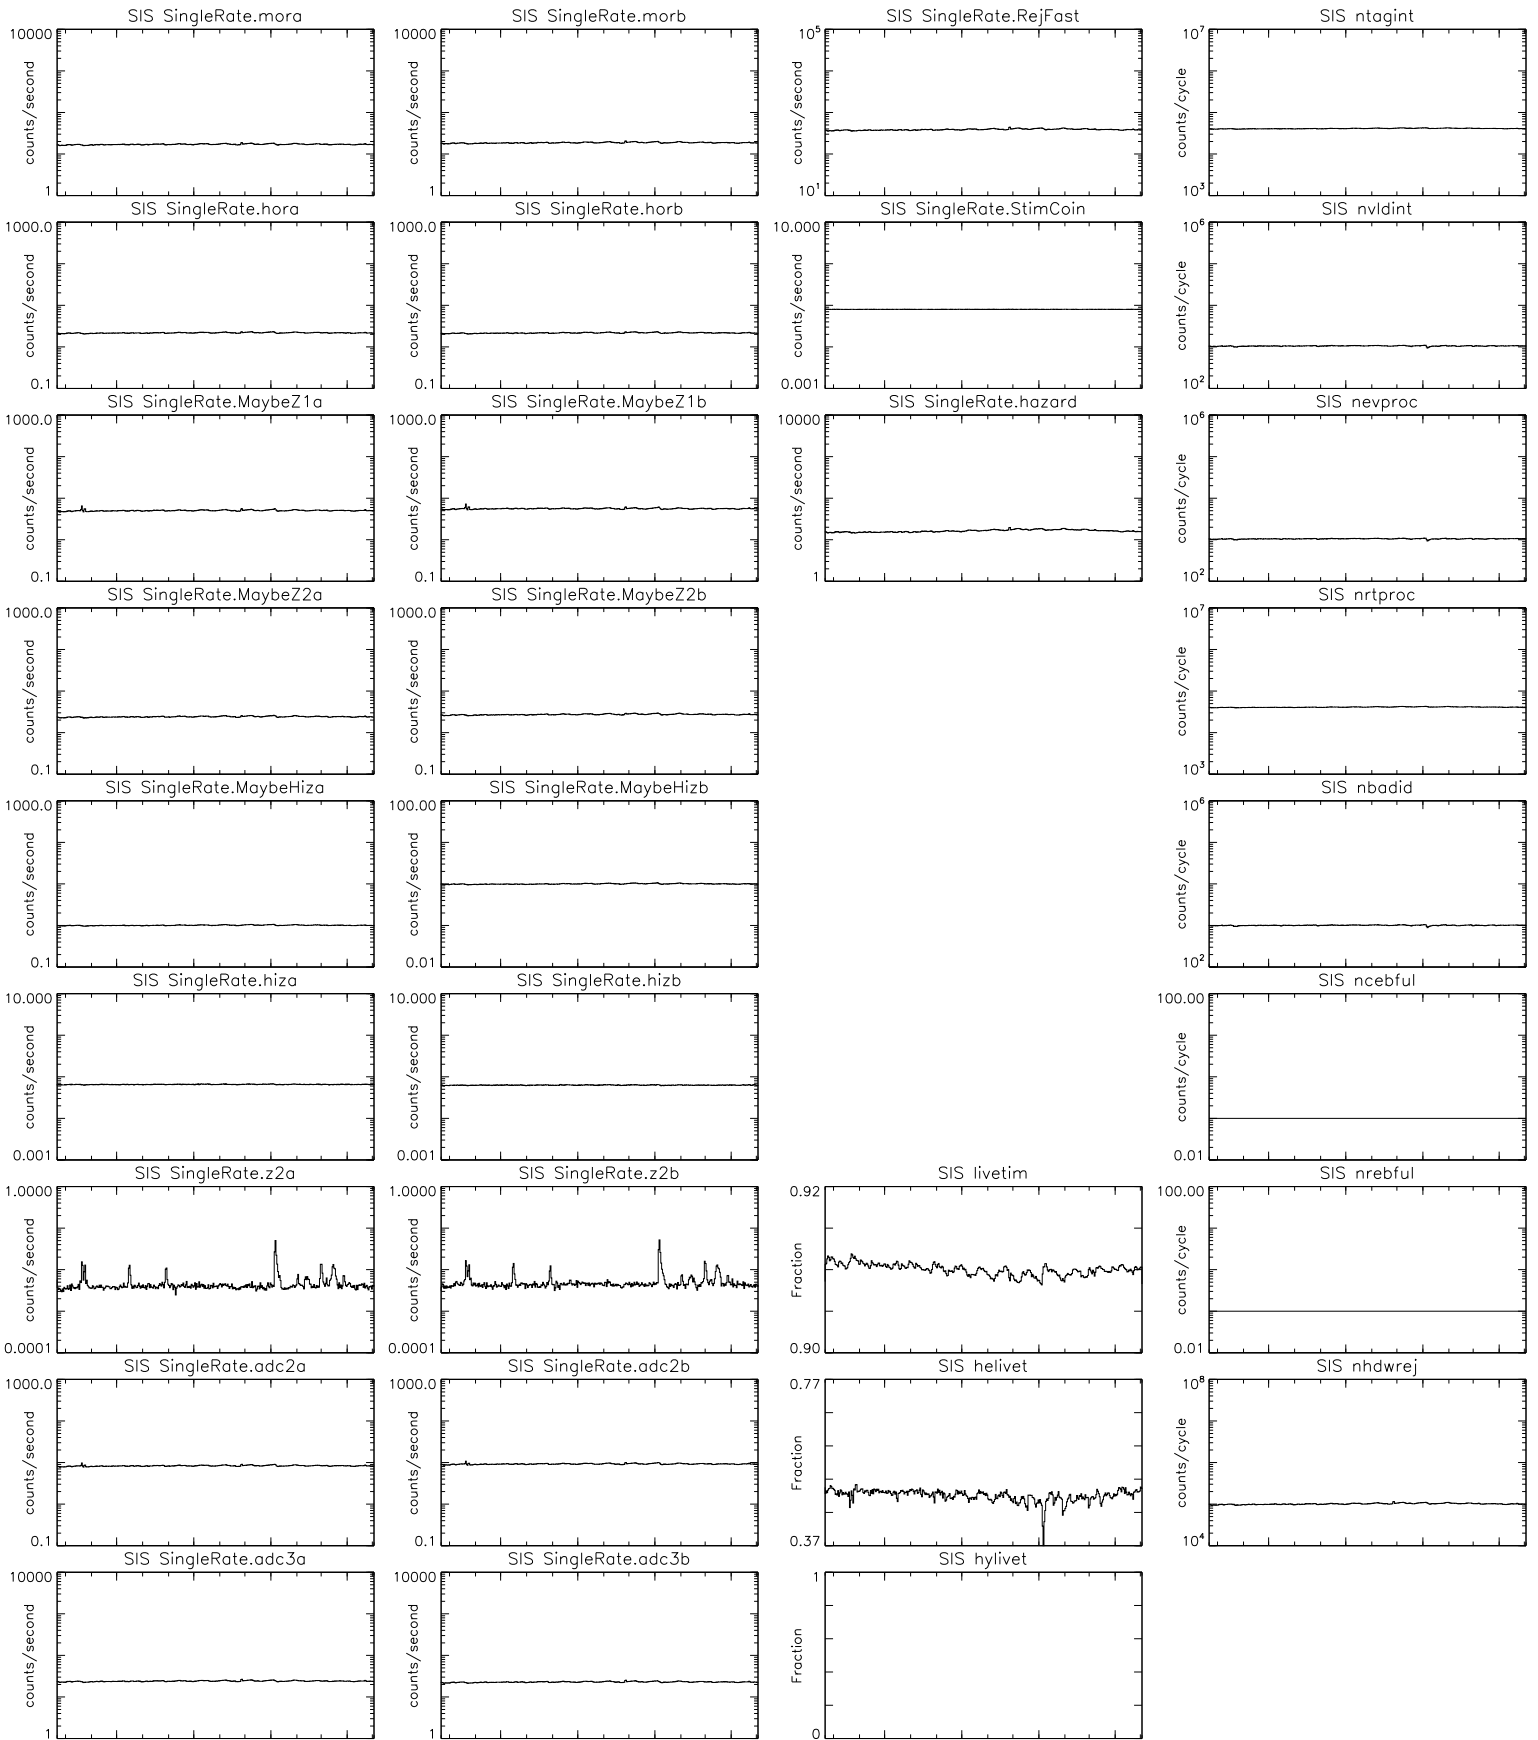 SIS SingleRate.mora
10000
counts/second
1
SIS SingleRate.morb
10000
counts/second
1
SIS SingleRate.RejFast
10^5
counts/second
10^1
SIS ntagint
10^7
counts/cycle
10^3
SIS SingleRate.hora
1000.0
counts/second
0.1
SIS SingleRate.horb
1000.0
counts/second
0.1
SIS SingleRate.StimCoin
10.000
counts/second
0.001
SIS nvldint
10^6
counts/cycle
10^2
SIS SingleRate.MaybeZ1a
1000.0
counts/second
0.1
SIS SingleRate.MaybeZ1b
1000.0
counts/second
0.1
SIS SingleRate.hazard
10000
counts/second
1
SIS nevproc
10^6
counts/cycle
10^2
SIS SingleRate.MaybeZ2a
1000.0
counts/second
0.1
SIS SingleRate.MaybeZ2b
1000.0
counts/second
0.1
SIS nrtproc
10^7
counts/cycle
10^3
SIS SingleRate.MaybeHiza
1000.0
counts/second
0.1
SIS SingleRate.MaybeHizb
100.00
counts/second
0.01
SIS nbadid
10^6
counts/cycle
10^2
SIS SingleRate.hiza
10.000
counts/second
0.001
SIS SingleRate.hizb
10.000
counts/second
0.001
SIS ncebful
100.00
counts/cycle
0.01
SIS SingleRate.z2a
1.0000
counts/second
0.0001
SIS SingleRate.z2b
1.0000
counts/second
0.0001
SIS livetim
0.92
Fraction
0.90
SIS nrebful
100.00
counts/cycle
0.01
SIS SingleRate.adc2a
1000.0
counts/second
0.1
SIS SingleRate.adc2b
1000.0
counts/second
0.1
SIS helivet
0.77
Fraction
0.37
SIS nhdwrej
10^8
counts/cycle
10^4
SIS SingleRate.adc3a
10000
counts/second
1
SIS SingleRate.adc3b
10000
counts/second
1
SIS hylivet
1
Fraction
0